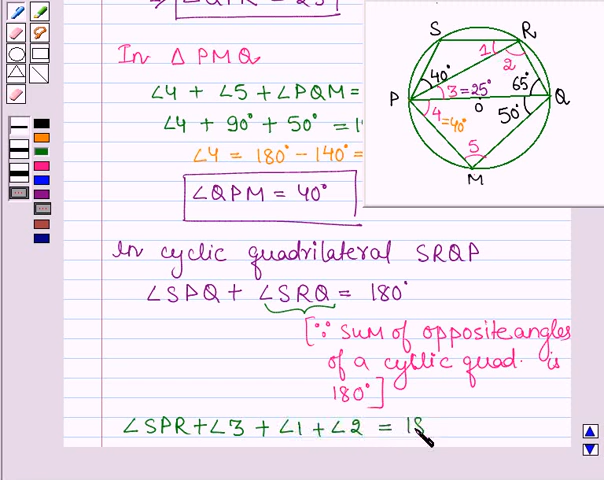 ∠QPR = 25°
In Δ PMQ
∠4 + ∠5 + ∠PQM =
∠4 + 90° + 50° = 1
∠4 = 180° - 140° =
∠QPM = 40°
In cyclic quadrilateral SRQP
∠SPQ + ∠SRQ = 180°
[∵ sum of opposite angles
of a cyclic quad. is
180°]
∠SPR + ∠3 + ∠1 + ∠2 = 18
S
R
1
2
40°
3 = 25°
65°
P
O
Q
4 = 40°
50°
5
M